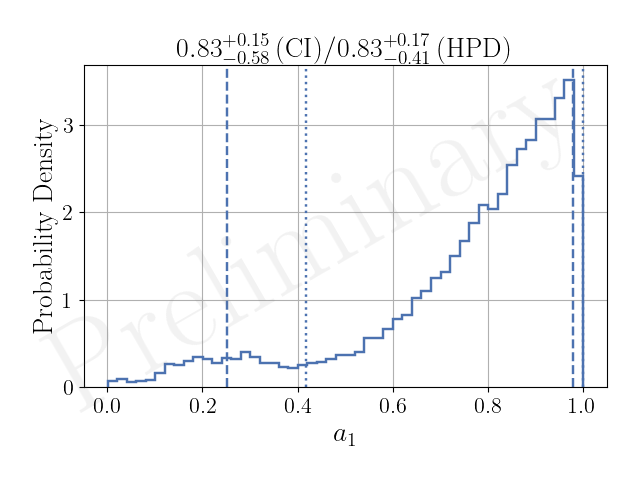 0.83^{+0.15}_{-0.58} (CI)/0.83^{+0.17}_{-0.41} (HPD)
Probability Density
3
2
1
0
Preliminary
0.0 0.2 0.4 0.6 0.8 1.0
a_1